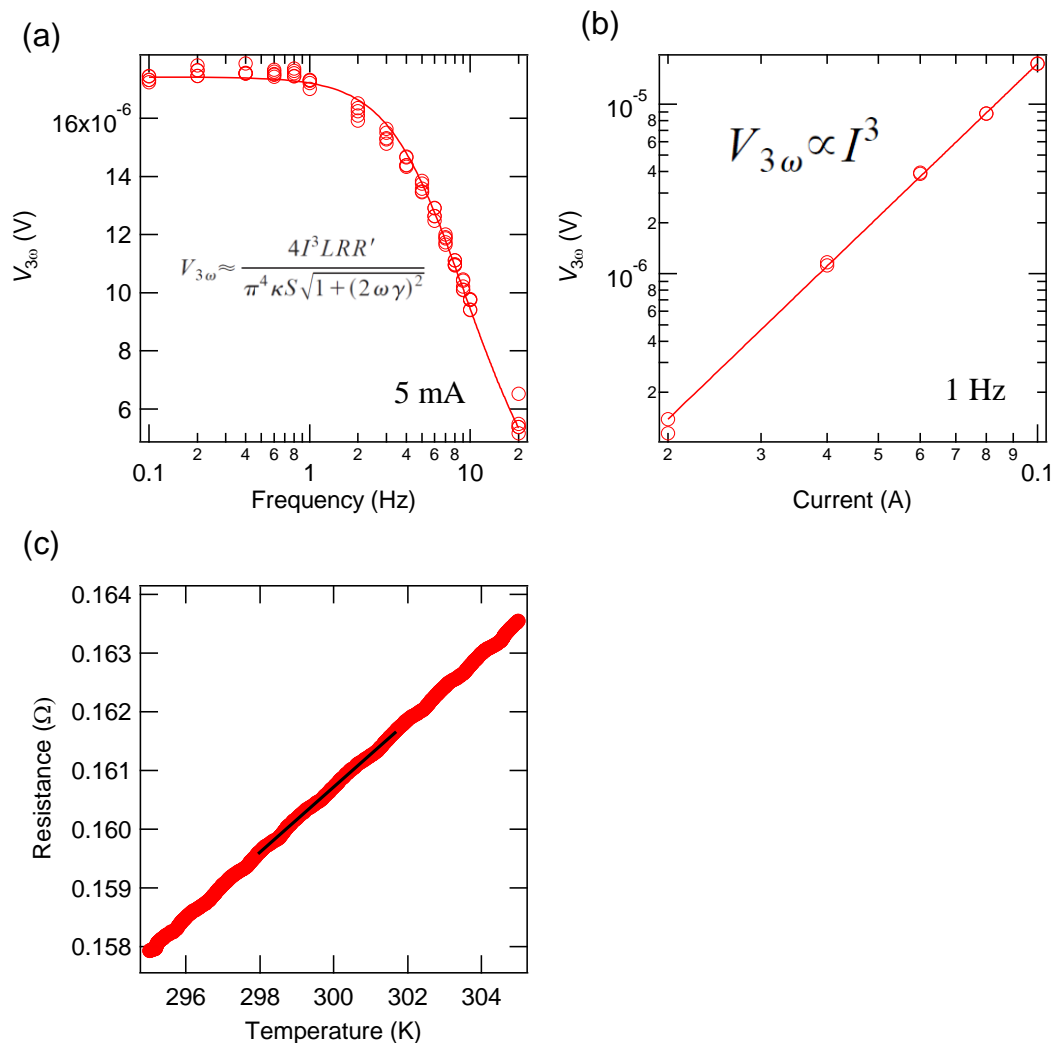 (a)
16x10⁻⁶
14
12
10
8
6
V₃ω (V)
V₃ω ≈ 4I³LRR′ / π⁴κS√1+(2ωγ)²
5 mA
0.1 2 4 6 8 1 2 4 6 8 10 2
Frequency (Hz)
(b)
10⁻⁵
8
6
4
2
10⁻⁶
8
6
4
2
V₃ω (V)
V₃ω ∝ I³
1 Hz
2 3 4 5 6 7 8 9 0.1
Current (A)
(c)
0.164
0.163
0.162
0.161
0.160
0.159
0.158
Resistance (Ω)
296 298 300 302 304
Temperature (K)